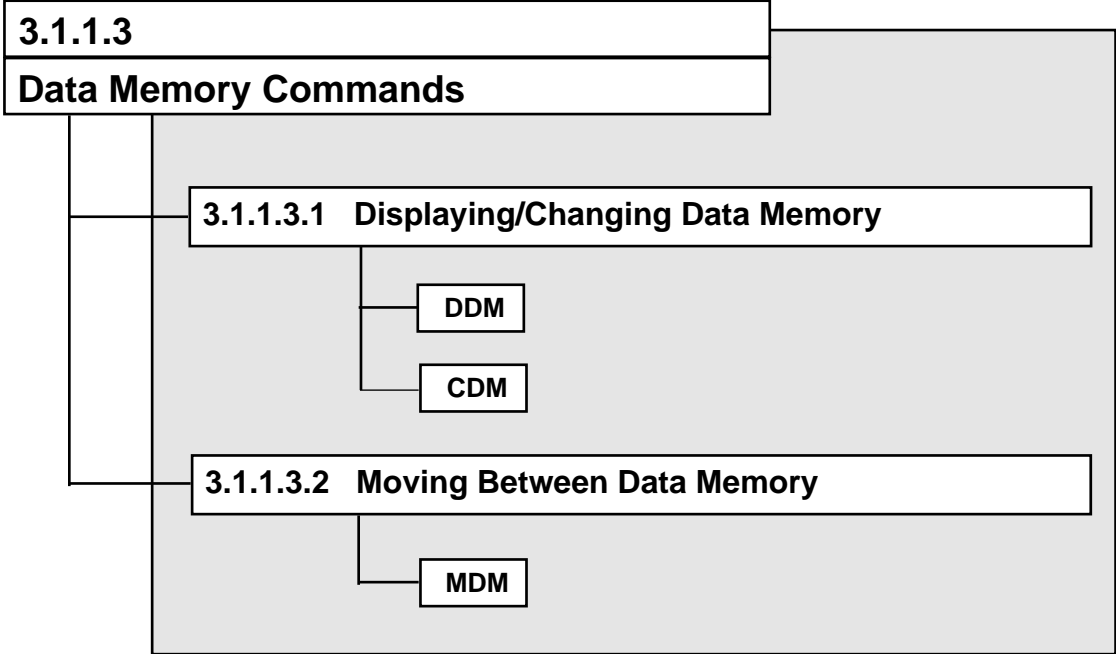 3.1.1.3
Data Memory Commands
3.1.1.3.1 Displaying/Changing Data Memory
DDM
CDM
3.1.1.3.2 Moving Between Data Memory
MDM